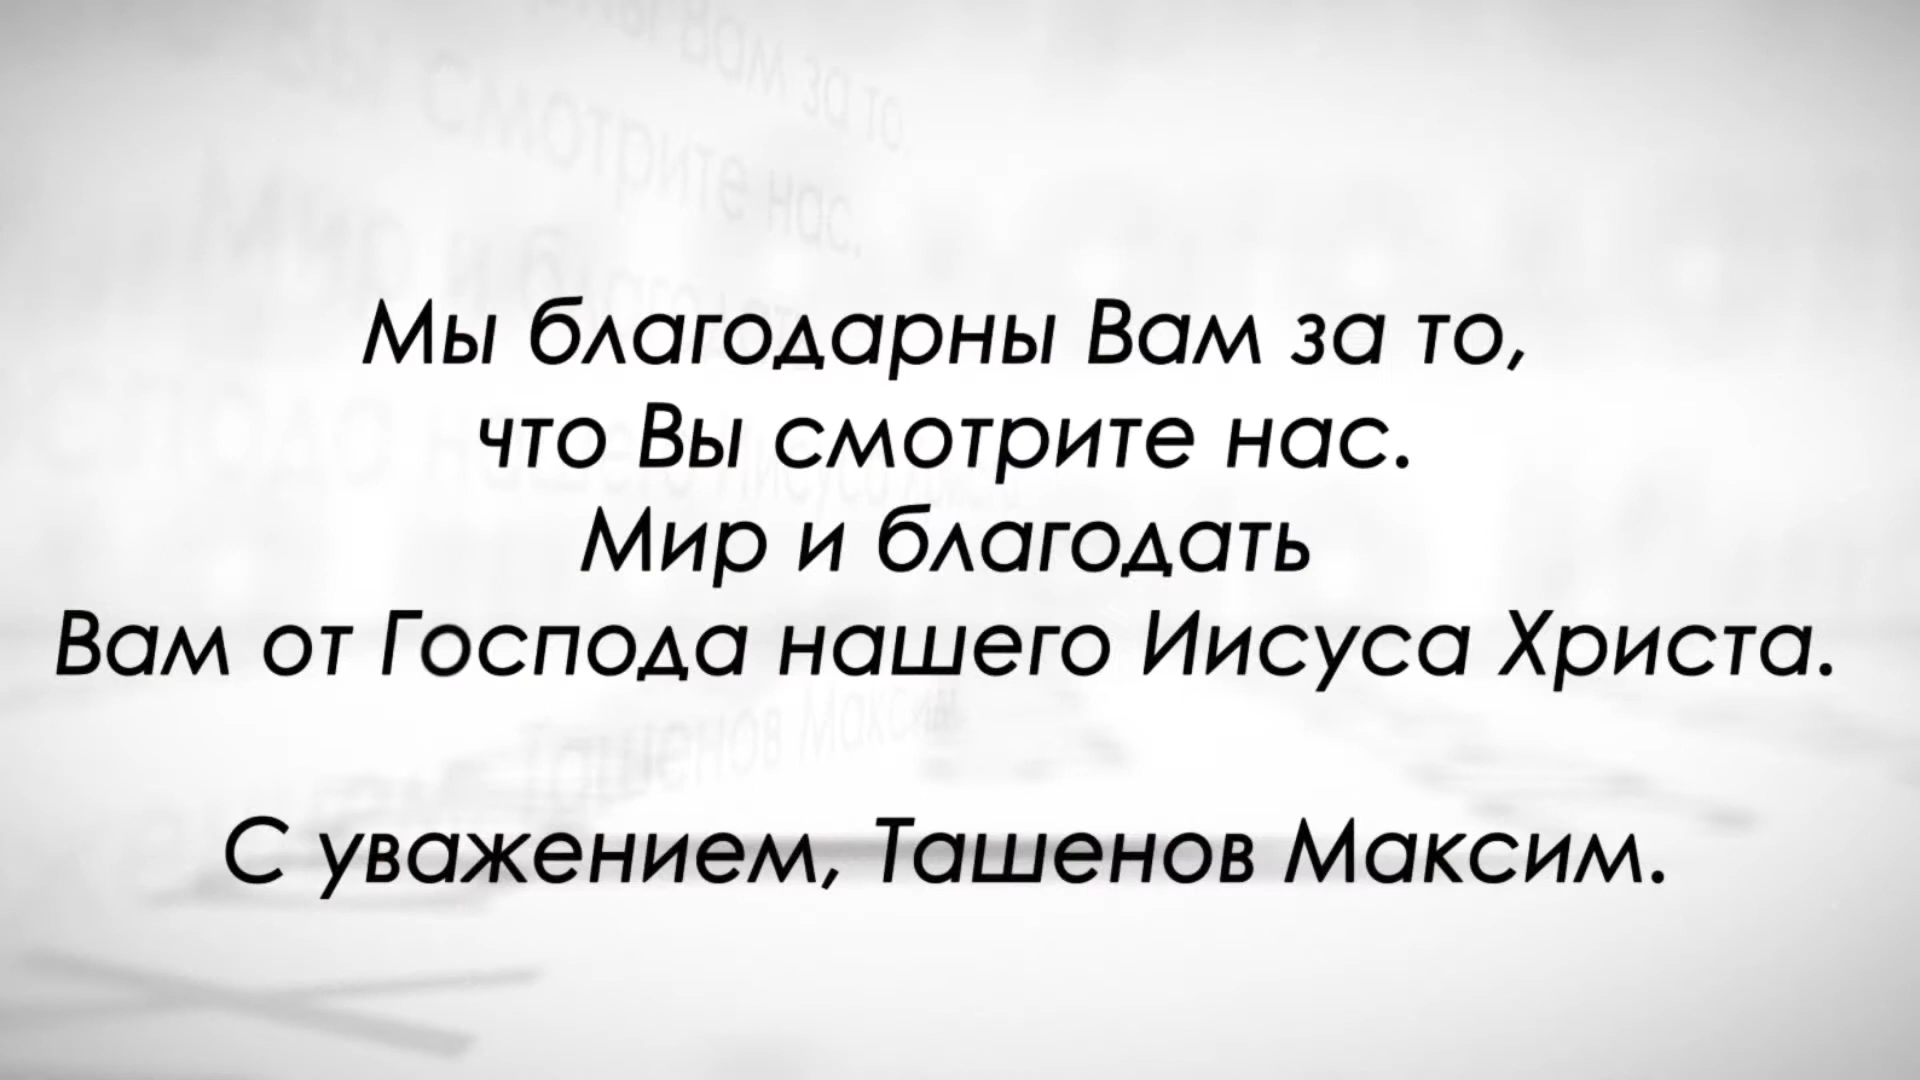 Мы благодарны Вам за то,
что Вы смотрите нас.
Мир и благодать
Вам от Господа нашего Иисуса Христа.
С уважением, Ташенов Максим.